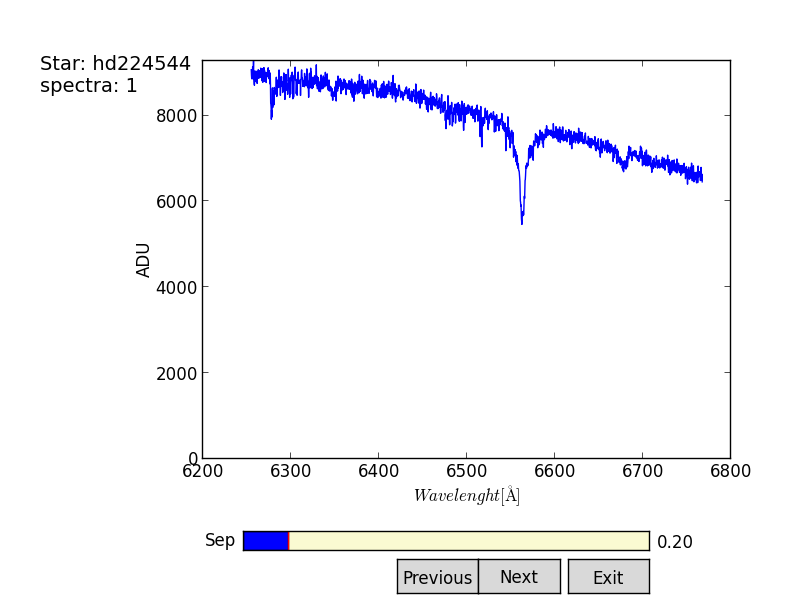 Star: hd224544
spectra: 1
8000
6000
4000
2000
0
ADU
6200 6300 6400 6500 6600 6700 6800
Wavelenght[Å]
Sep 0.20
Previous Next Exit